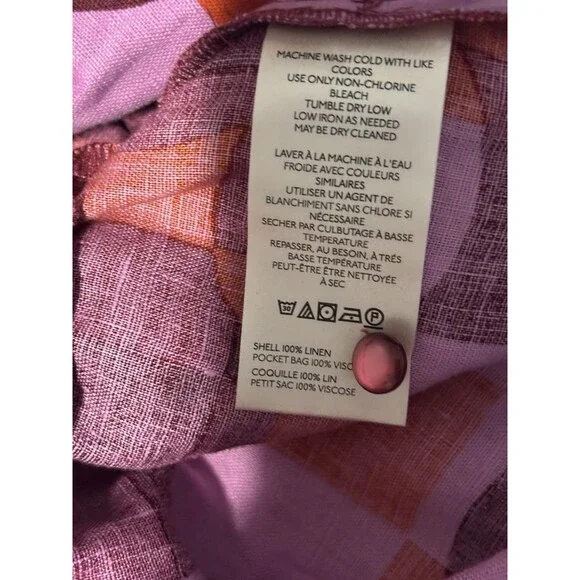 MACHINE WASH COLD WITH LIKE
COLORS
USE ONLY NON-CHLORINE
BLEACH
TUMBLE DRY LOW
LOW IRON AS NEEDED
MAY BE DRY CLEANED
LAVER À LA MACHINE À L'EAU
FROIDE AVEC COULEURS
SIMILAIRES
UTILISER UN AGENT DE
BLANCHIMENT SANS CHLORE SI
NÉCESSAIRE
SECHER PAR CULBUTAGE À BASSE
TEMPERATURE
REPASSER, AU BESOIN, À TRÉS
BASSE TEMPÉRATURE
PEUT-ÊTRE ÊTRE NETTOYÉE
À SEC
30 P
SHELL 100% LINEN
POCKET BAG 100% VISC
COQUILLE 100% LIN
PETIT SAC 100% VISCOSE